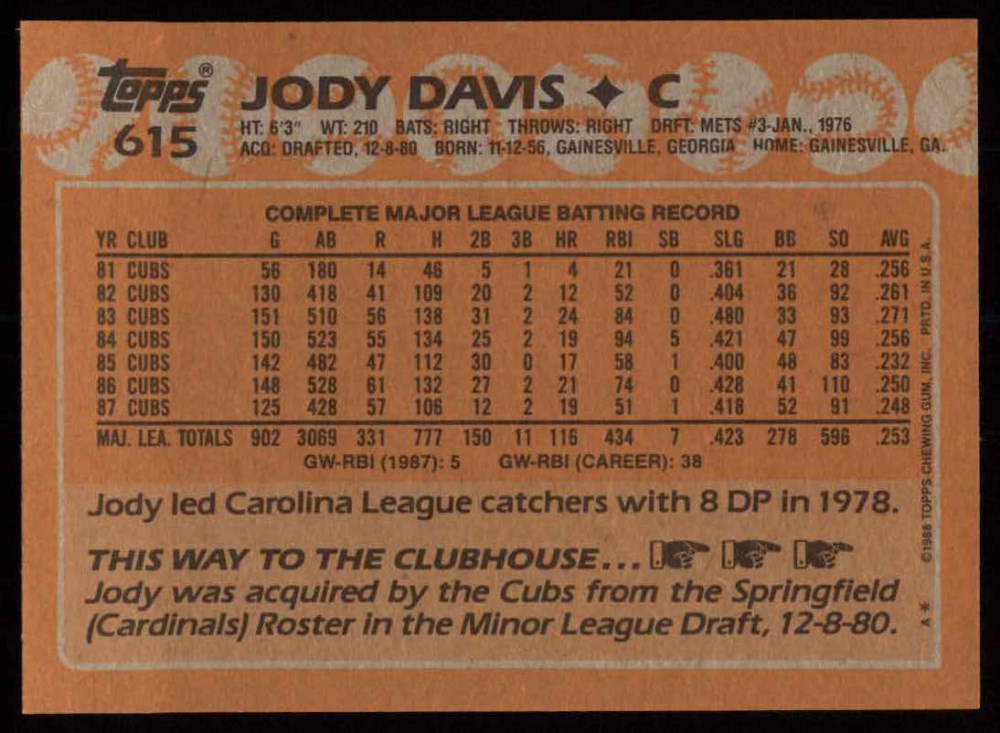 topps® JODY DAVIS ✦ C
615 HT: 6'3" WT: 210 BATS: RIGHT THROWS: RIGHT DRFT: METS #3-JAN., 1976
ACQ: DRAFTED, 12-8-80 BORN: 11-12-56, GAINESVILLE, GEORGIA HOME: GAINESVILLE, GA.
COMPLETE MAJOR LEAGUE BATTING RECORD
YR CLUB G AB R H 2B 3B HR RBI SB SLG BB SO AVG
81 CUBS 56 180 14 46 5 1 4 21 0 .361 21 28 .256
82 CUBS 130 418 41 109 20 2 12 52 0 .404 36 92 .261
83 CUBS 151 510 56 138 31 2 24 84 0 .480 33 93 .271
84 CUBS 150 523 55 134 25 2 19 94 5 .421 47 99 .256
85 CUBS 142 482 47 112 30 0 17 58 1 .400 48 83 .232
86 CUBS 148 528 61 132 27 2 21 74 0 .428 41 110 .250
87 CUBS 125 428 57 106 12 2 19 51 1 .418 52 91 .248
MAJ. LEA. TOTALS 902 3069 331 777 150 11 116 434 7 .423 278 596 .253
GW-RBI (1987): 5 GW-RBI (CAREER): 38
Jody led Carolina League catchers with 8 DP in 1978.
THIS WAY TO THE CLUBHOUSE...
Jody was acquired by the Cubs from the Springfield
(Cardinals) Roster in the Minor League Draft, 12-8-80.
A* ©1988 TOPPS CHEWING GUM, INC. PRTD. IN U.S.A.